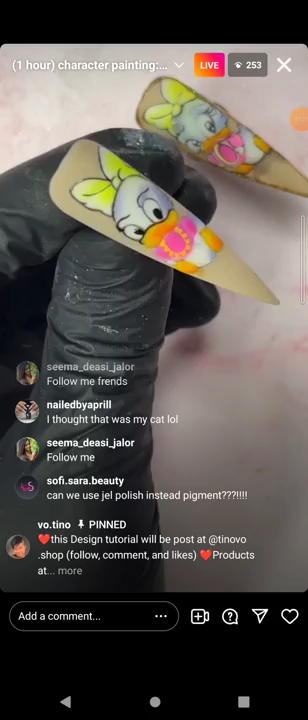 (1 hour) character painting:...
LIVE
253
seema_deasi_jalor
Follow me frends
nailedbyaprill
I thought that was my cat lol
seema_deasi_jalor
Follow me
sofi.sara.beauty
can we use jel polish instead pigment???!!!!
vo.tino PINNED
❤️this Design tutorial will be post at @tinovo
.shop (follow, comment, and likes) ❤️Products
at... more
Add a comment...